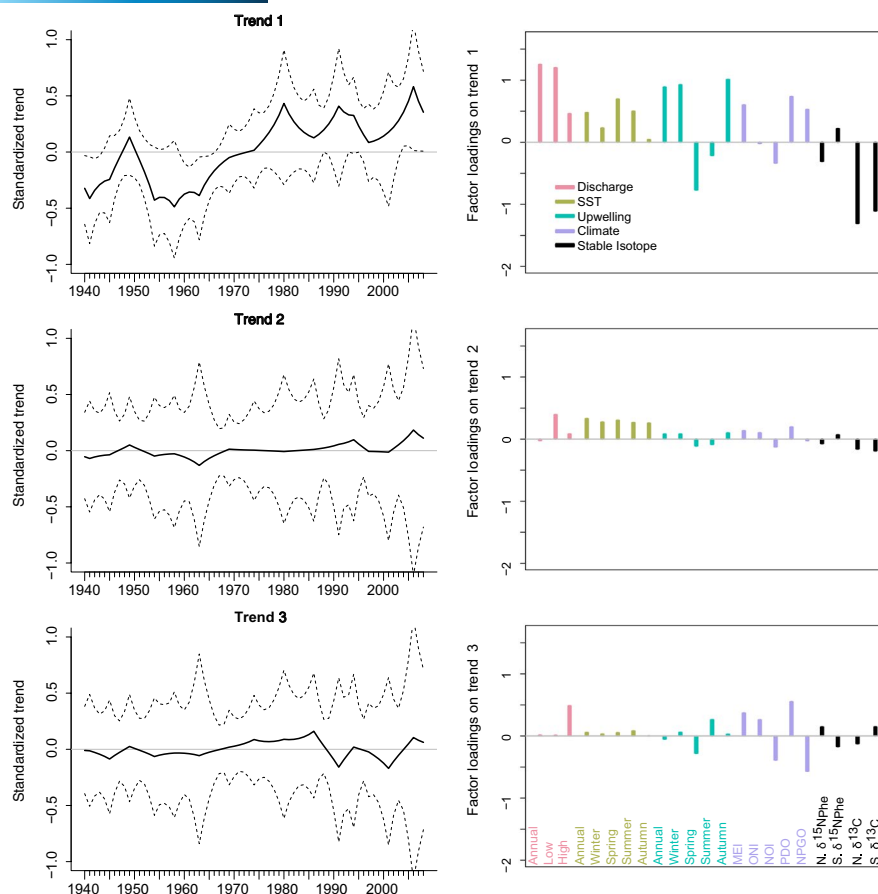 Trend 1
Standardized trend
1.0
0.5
0.0
−0.5
−1.0
1940 1950 1960 1970 1980 1990 2000
Factor loadings on trend 1
1
0
−1
−2
Discharge
SST
Upwelling
Climate
Stable Isotope
Trend 2
Standardized trend
1.0
0.5
0.0
−0.5
−1.0
1940 1950 1960 1970 1980 1990 2000
Factor loadings on trend 2
1
0
−1
−2
Trend 3
Standardized trend
1.0
0.5
0.0
−0.5
−1.0
1940 1950 1960 1970 1980 1990 2000
Factor loadings on trend 3
1
0
−1
−2
Annual
Low
High
Annual
Winter
Spring
Summer
Autumn
Annual
Winter
Spring
Summer
Autumn
MEI
ONI
NOI
PDO
NPGO
N. δ15NPhe
S. δ15NPhe
N. δ13C
S. δ13C